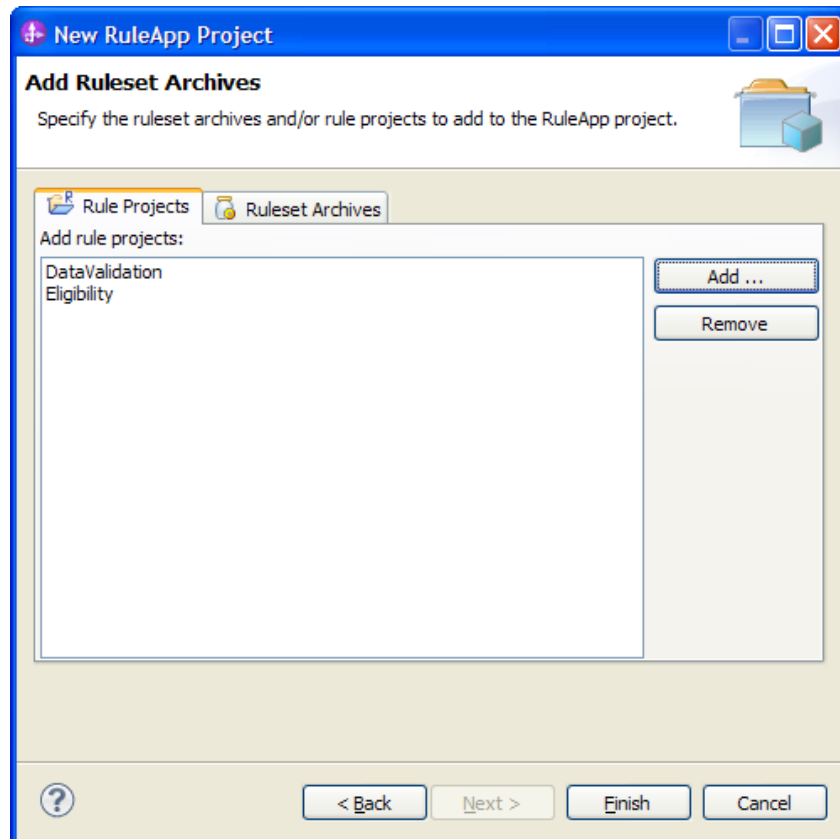 New RuleApp Project
Add Ruleset Archives
Specify the ruleset archives and/or rule projects to add to the RuleApp project.
Rule Projects
Ruleset Archives
Add rule projects:
DataValidation
Eligibility
Add ...
Remove
< Back
Next >
Finish
Cancel